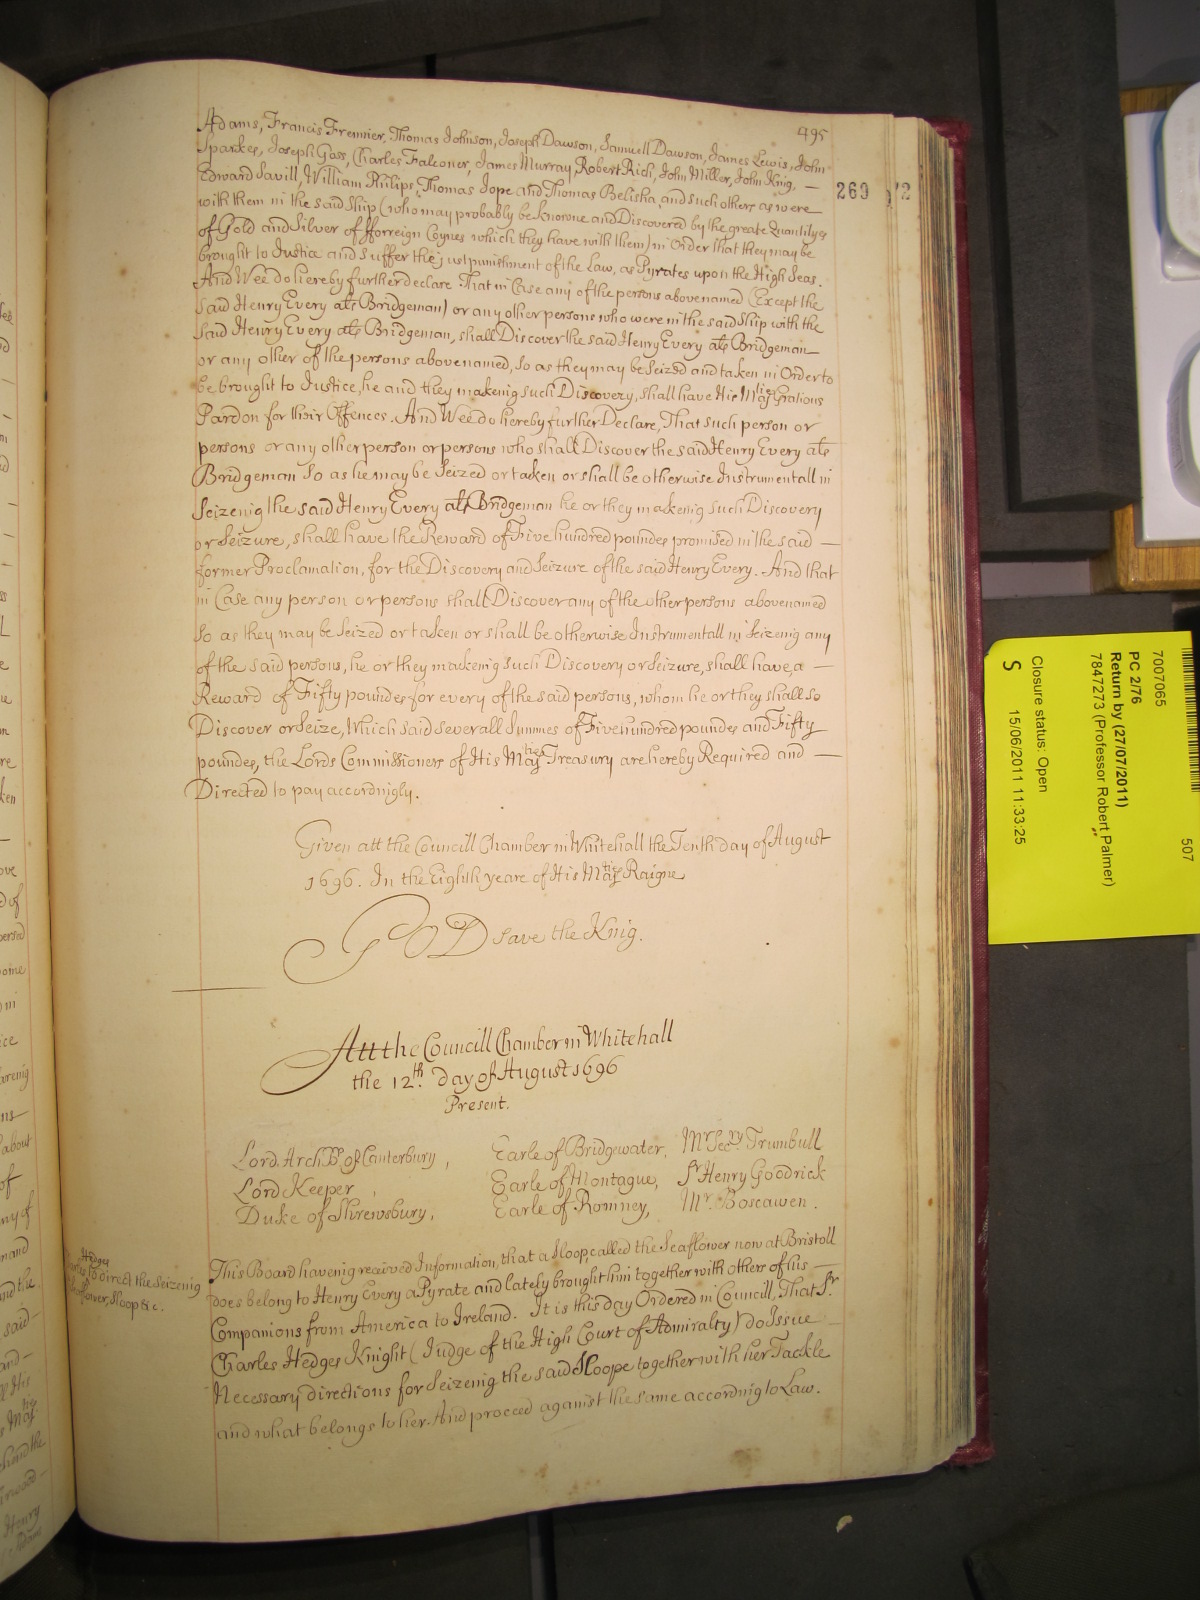 495
269
72
Adams, Francis Frennier, Thomas Johnson, Joseph Dawson, Samuell Dawson, James Lewis, John
Sparkes, Joseph Goss, Charles Falconer, James Murray, Robert Rich, John Miller, John King, —
Edward Savill, William Philips, Thomas Jope and Thomas Belisha, and such others as were
with them in the said Ship (who may probably be knowne and Discovered by the greate Quantityes
of Gold and Silver of fforreign Coynes which they have with them) in Order that they may be
brought to Justice and Suffer the just punishment of the Law, as Pyrates upon the High Seas.
And Wee do hereby further declare That in Case any of the persons abovenamed (Except the
said Henry Every als Bridgeman) or any other persons who were in the said Ship with the
said Henry Every als Bridgeman, shall Discover the said Henry Every als Bridgeman
or any other of the persons abovenamed, so as they may be Seized and taken in Order to
be brought to Justice, he and they makeing such Discovery, shall have His Maties Gratious
Pardon for their Offences. And Wee do hereby further Declare, That such person or
persons or any other person or persons who shall Discover the said Henry Every als
Bridgeman So as he may be Seized or taken or shall be otherwise Instrumentall in
Seizeing the said Henry Every als Bridgeman he or they makeing such Discovery
or Seizure, shall have the Reward of Five hundred poundes promised in the said —
former Proclamation, for the Discovery and Seizure of the said Henry Every. And that
in Case any person or persons shall Discover any of the other persons abovenamed
So as they may be Seized or taken or shall be otherwise Instrumentall in Seizeing any
of the said persons, he or they makeing such Discovery or Seizure, shall have, a —
Reward of Fifty poundes for every of the said persons, whom he or they shall so
Discover or Seize, Which said severall Summes of Five hundred poundes and Fifty
poundes, the Lords Commissioners of His Maties Treasury are hereby Required and —
Directed to pay accordingly.
Given att the Councill Chamber in Whitehall the Tenth day of August
1696. In the Eighth yeare of His Maties Raigne
GOD save the King.
Att the Councill Chamber in Whitehall
the 12th day of August 1696
Present.
Lord Arch Bp of Canterbury, Earle of Bridgewater, Mr Secry Trumbull
Lord Keeper, Earle of Montague, Sr Henry Goodrick
Duke of Shrewsbury, Earle of Romney, Mr Boscawen.
Hedges
to direct the Seizeing
Seaflower, Sloop &c.
This Board haveing received Information, that a Sloop, called the Seaflower now at Bristoll
does belong to Henry Every a Pyrate and lately brought him together with others of his —
Companions from America to Ireland. It is this day Ordered in Councill, That Sr
Charles Hedges Knight (Judge of the High Court of Admiralty) do Issue
Necessary directions for Seizeing the said Sloope together with her Tackle
and what belongs to her. And proceed against the same according to Law.
7007065
507
PC 2/76
Return by (27/07/2011)
7847273 (Professor Robert Palmer)
Closure status: Open
S 15/06/2011 11:33:25